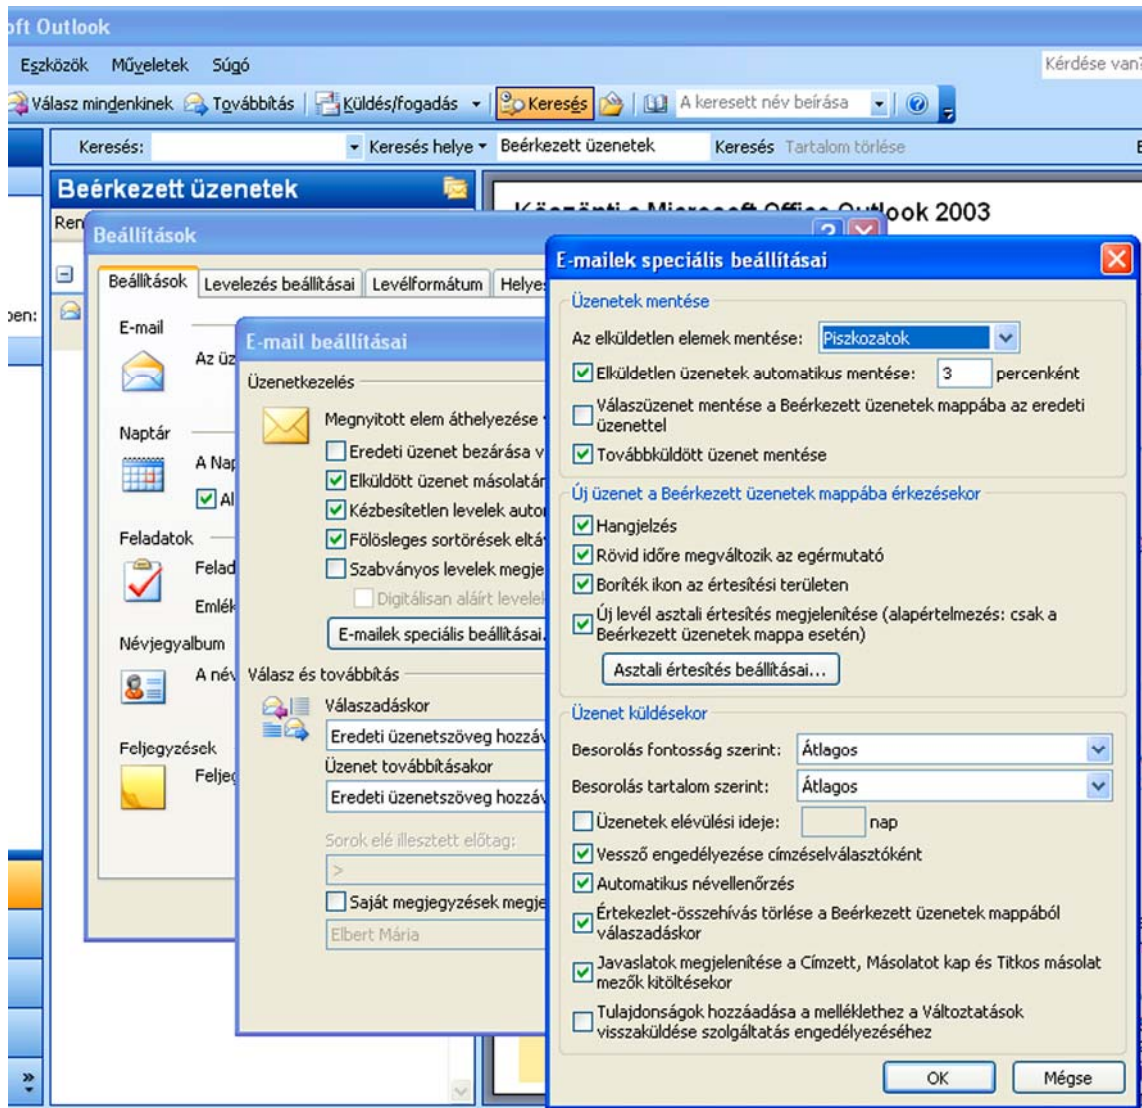 oft Outlook
Eszközök Műveletek Súgó Kérdése van?
Válasz mindenkinek Továbbítás Küldés/fogadás Keresés A keresett név beírása
Keresés: Keresés helye Beérkezett üzenetek Keresés Tartalom törlése
Beérkezett üzenetek
Köszönti a Microsoft Office Outlook 2003
Ren
ben:
Beállítások
Beállítások Levelezés beállításai Levélformátum Helyes
E-mail
Az üz
Naptár
A Nap
Al
Feladatok
Felad
Emlék
Névjegyalbum
A név
Feljegyzések
Feljeg
E-mail beállításai
Üzenetkezelés
Megnyitott elem áthelyezése
Eredeti üzenet bezárása v
Elküldött üzenet másolatár
Kézbesítetlen levelek autor
Fölösleges sortörések eltáv
Szabványos levelek megje
Digitálisan aláírt levelek
E-mailek speciális beállításai.
Válasz és továbbítás
Válaszadáskor
Eredeti üzenetszöveg hozzáv
Üzenet továbbításakor
Eredeti üzenetszöveg hozzáv
Sorok elé illesztett előtag:
>
Saját megjegyzések megje
Elbert Mária
E-mailek speciális beállításai
Üzenetek mentése
Az elküldetlen elemek mentése: Piszkozatok
Elküldetlen üzenetek automatikus mentése: 3 percenként
Válaszüzenet mentése a Beérkezett üzenetek mappába az eredeti
üzenettel
Továbbküldött üzenet mentése
Új üzenet a Beérkezett üzenetek mappába érkezésekor
Hangjelzés
Rövid időre megváltozik az egérmutató
Boríték ikon az értesítési területen
Új levél asztali értesítés megjelenítése (alapértelmezés: csak a
Beérkezett üzenetek mappa esetén)
Asztali értesítés beállításai...
Üzenet küldésekor
Besorolás fontosság szerint: Átlagos
Besorolás tartalom szerint: Átlagos
Üzenetek elévülési ideje: nap
Vessző engedélyezése címzéselválasztóként
Automatikus névellenőrzés
Értekezlet-összehívás törlése a Beérkezett üzenetek mappából
válaszadáskor
Javaslatok megjelenítése a Címzett, Másolatot kap és Titkos másolat
mezők kitöltésekor
Tulajdonságok hozzáadása a melléklethez a Változtatások
visszaküldése szolgáltatás engedélyezéséhez
OK Mégse